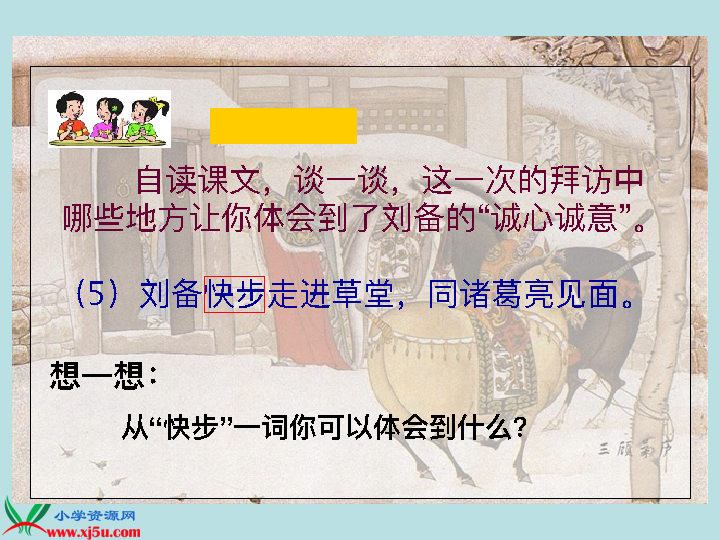 自读课文，谈一谈，这一次的拜访中
哪些地方让你体会到了刘备的“诚心诚意”。
（5）刘备快步走进草堂，同诸葛亮见面。
想一想：
从“快步”一词你可以体会到什么？
三顾茅庐
小学资源网
www.xj5u.com